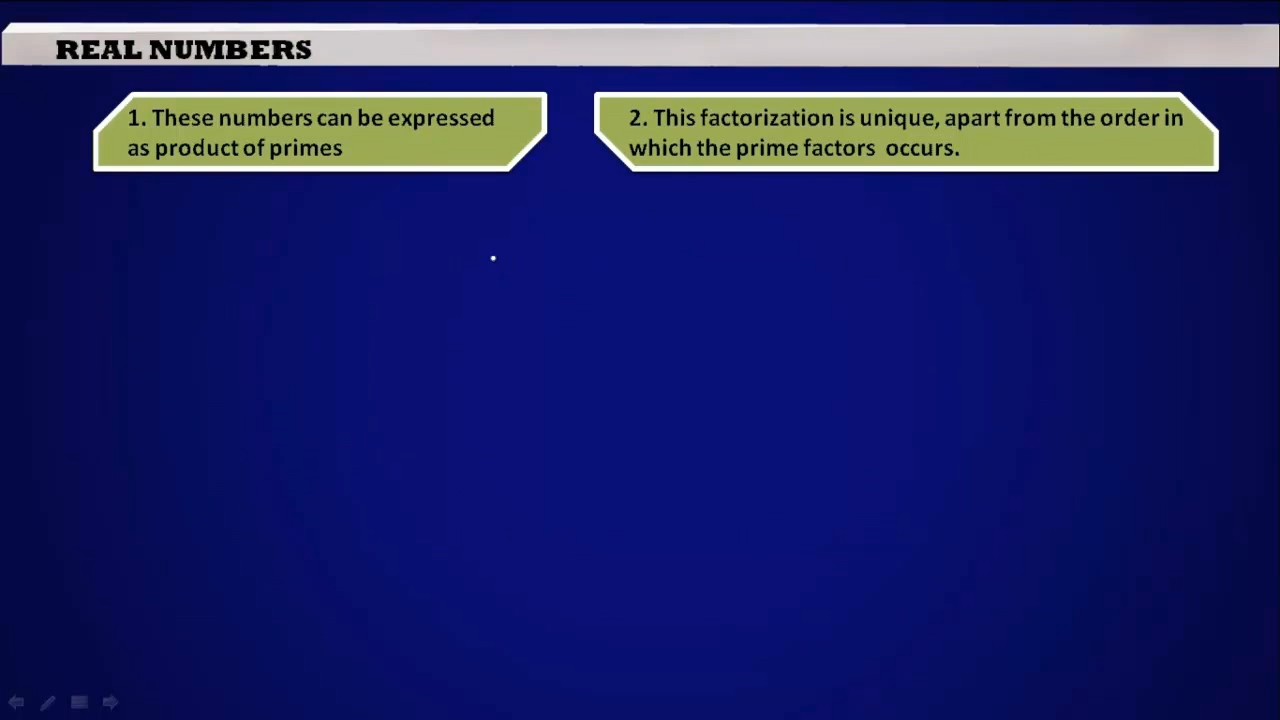 REAL NUMBERS
1. These numbers can be expressed
as product of primes
2. This factorization is unique, apart from the order in
which the prime factors occurs.